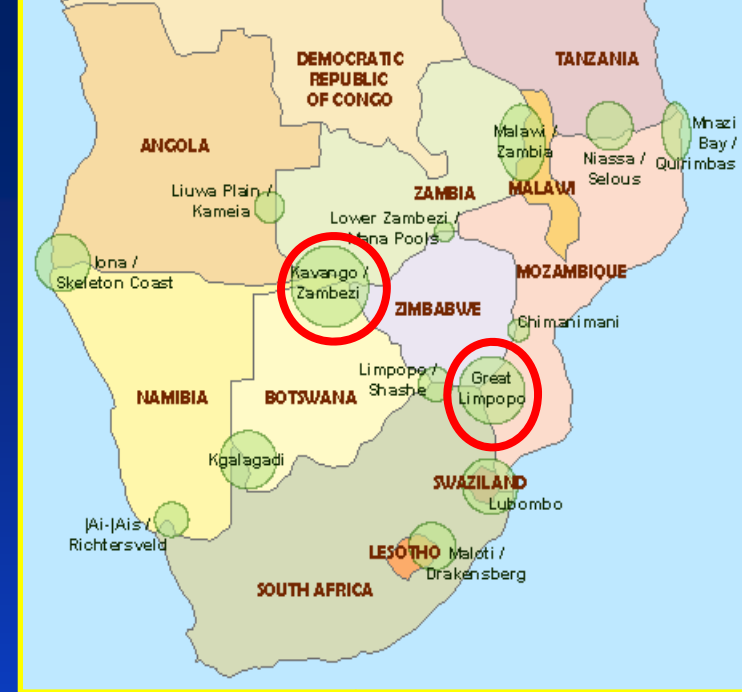 DEMOCRATIC
REPUBLIC
OF CONGO
TANZANIA
ANGOLA
Malawi /
Zambia
Mnazi
Bay /
Quirimbas
Niassa /
Selous
Liuwa Plain /
Kameia
ZAMBIA
MALAWI
Lower Zambezi /
Mana Pools
Iona /
Skeleton Coast
Kavango /
Zambezi
MOZAMBIQUE
ZIMBABWE
Chimanimani
Limpopo /
Shashe
Great
Limpopo
NAMIBIA
BOTSWANA
Kgalagadi
SWAZILAND
Lubombo
|Ai-|Ais /
Richtersveld
LESOTHO
Maloti /
Drakensberg
SOUTH AFRICA